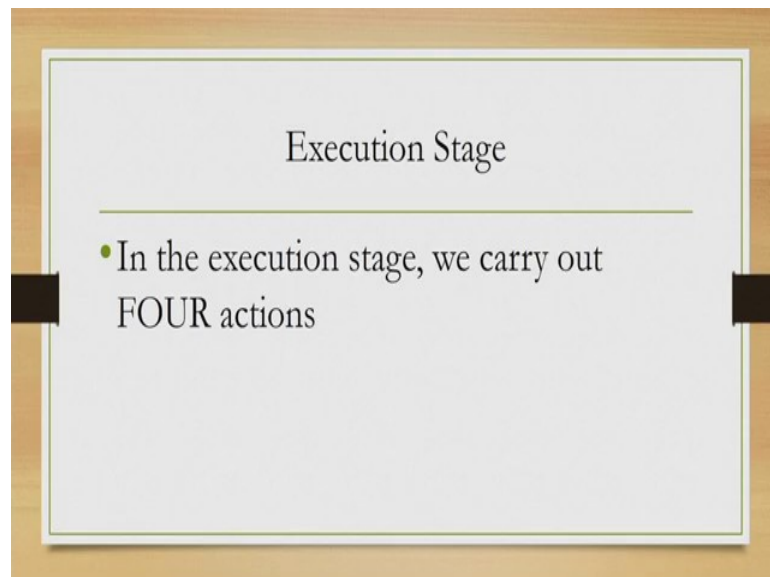 Execution Stage
•In the execution stage, we carry out
FOUR actions